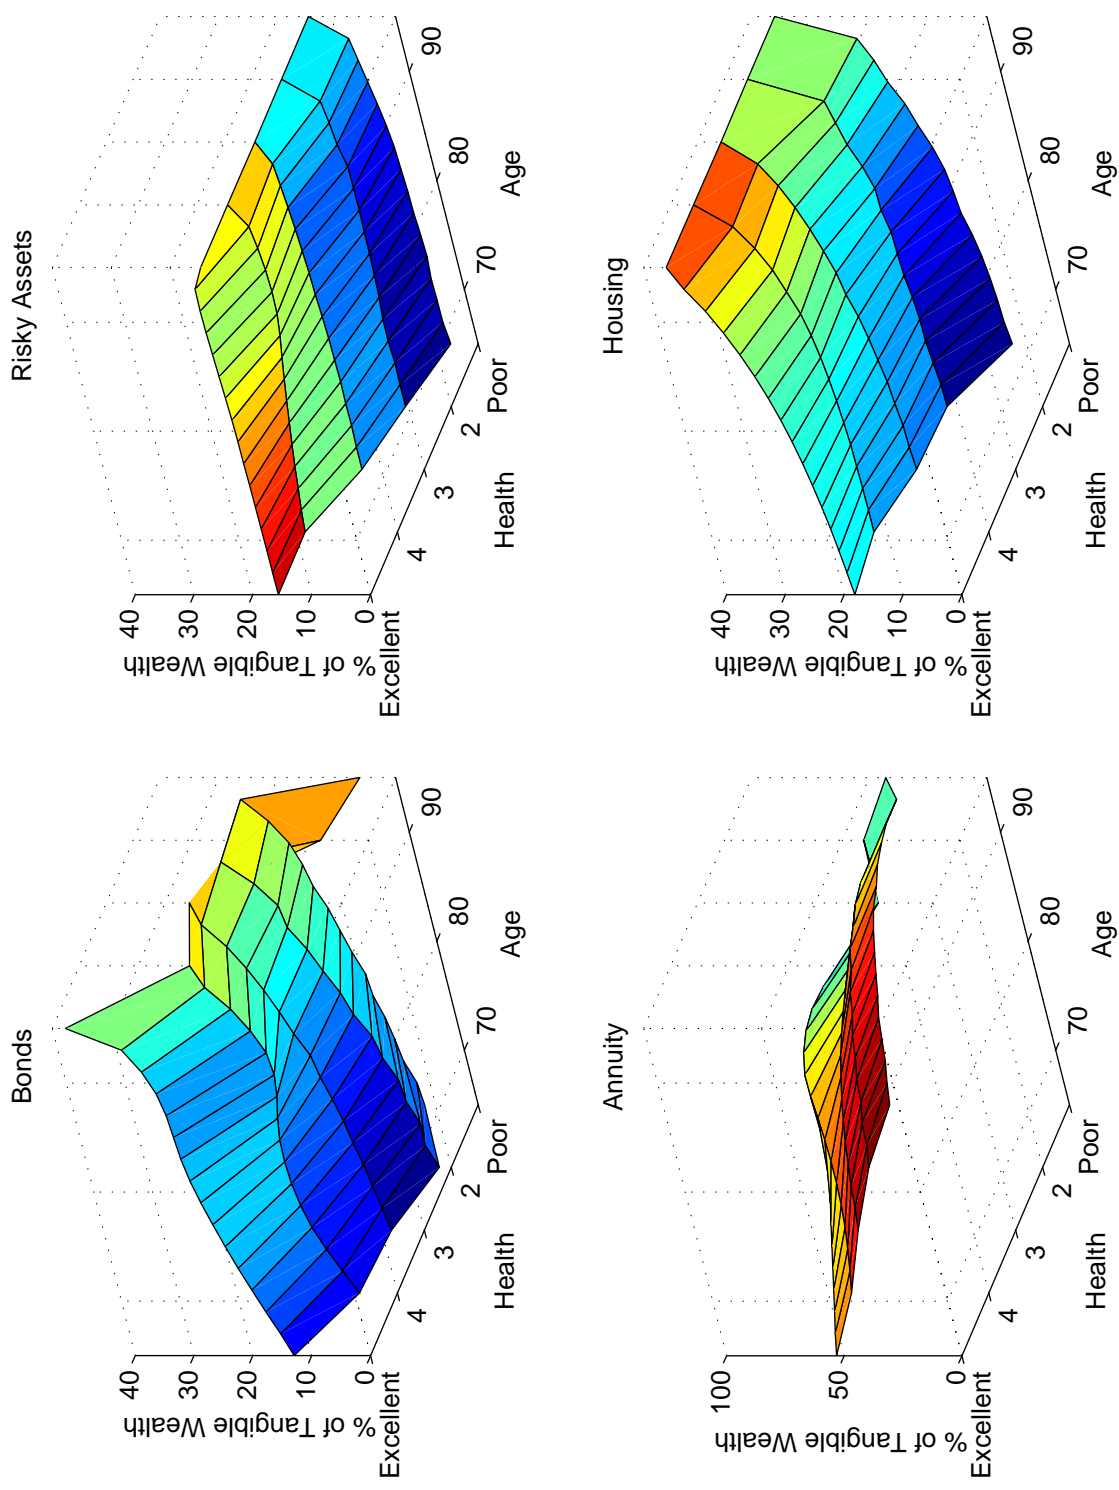 Bonds
40
30
20
10
0
% of Tangible Wealth
Excellent
4
3
2
Poor
Health
70
80
90
Age
Risky Assets
40
30
20
10
0
% of Tangible Wealth
Excellent
4
3
2
Poor
Health
70
80
90
Age
Annuity
100
50
0
% of Tangible Wealth
Excellent
4
3
2
Poor
Health
70
80
90
Age
Housing
40
30
20
10
0
% of Tangible Wealth
Excellent
4
3
2
Poor
Health
70
80
90
Age